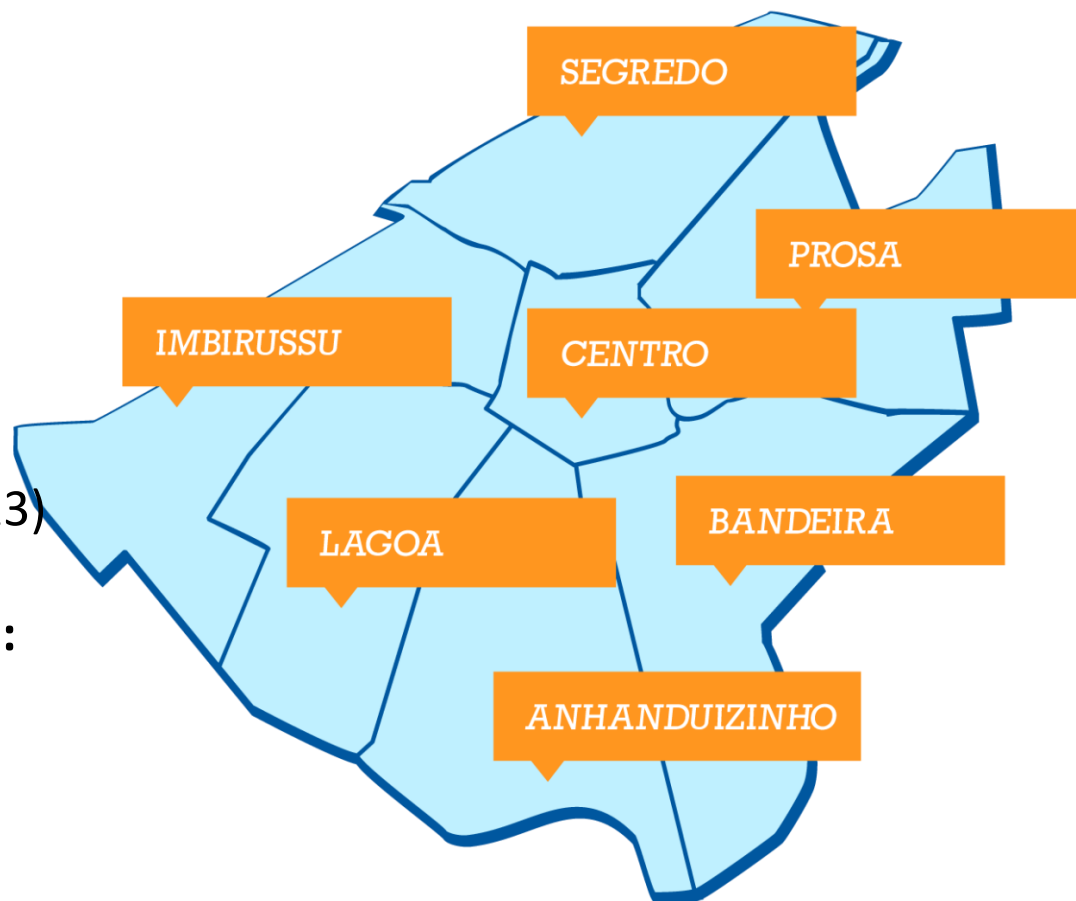 SEGREDO
PROSA
IMBIRUSSU
CENTRO
3)
LAGOA
BANDEIRA
:
ANHANDUIZINHO